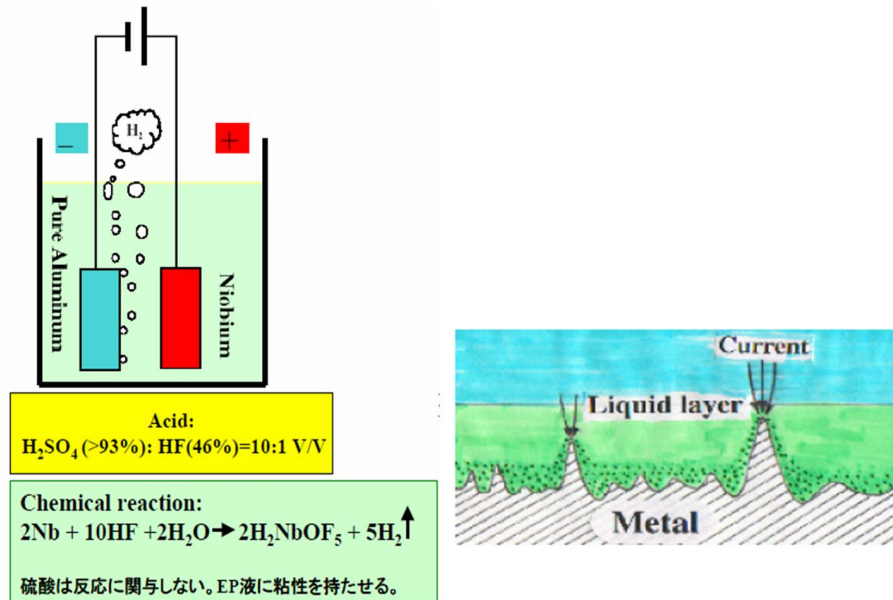 H₂
−
+
Pure Aluminum
Niobium
Acid:
H₂SO₄ (>93%): HF(46%)=10:1 V/V
Chemical reaction:
2Nb + 10HF +2H₂O→2H₂NbOF₅ + 5H₂↑
硫酸は反応に関与しない。EP液に粘性を持たせる。
Current
Liquid layer
Metal